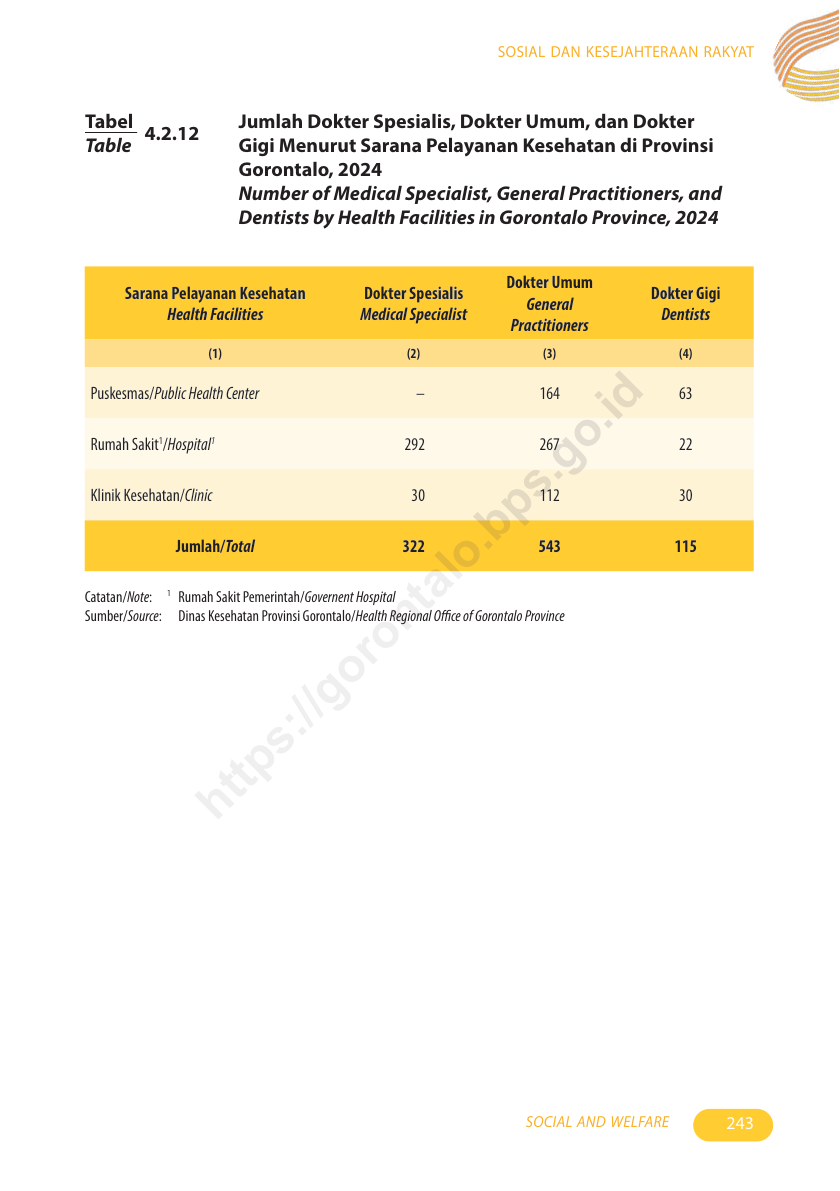 SOSIAL DAN KESEJAHTERAAN RAKYAT
Tabel
Table
4.2.12
Jumlah Dokter Spesialis, Dokter Umum, dan Dokter
Gigi Menurut Sarana Pelayanan Kesehatan di Provinsi
Gorontalo, 2024
Number of Medical Specialist, General Practitioners, and
Dentists by Health Facilities in Gorontalo Province, 2024
Sarana Pelayanan Kesehatan
Health Facilities
Dokter Spesialis
Medical Specialist
Dokter Umum
General
Practitioners
Dokter Gigi
Dentists
(1) (2) (3) (4)
Puskesmas/Public Health Center – 164 63
Rumah Sakit¹/Hospital¹ 292 267 22
Klinik Kesehatan/Clinic 30 112 30
Jumlah/Total 322 543 115
Catatan/Note: ¹ Rumah Sakit Pemerintah/Governent Hospital
Sumber/Source: Dinas Kesehatan Provinsi Gorontalo/Health Regional Office of Gorontalo Province
https://gorontalo.bps.go.id
SOCIAL AND WELFARE 243